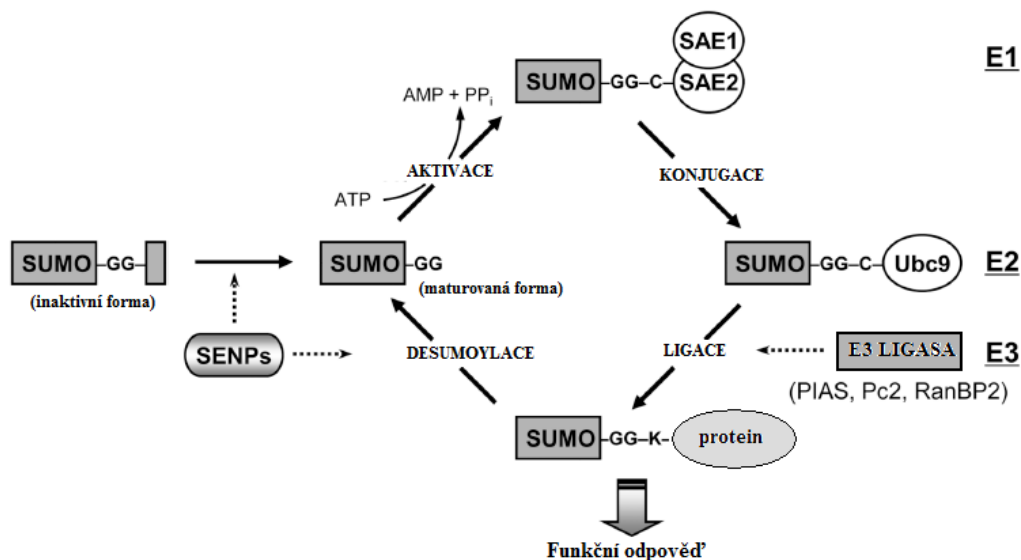 SAE1
E1
SUMO-GG-C-SAE2
AMP + PPi
AKTIVACE
KONJUGACE
ATP
SUMO-GG-
SUMO-GG
SUMO-GG-C-Ubc9
E2
(inaktivní forma)
(maturovaná forma)
SENPs
DESUMOYLACE
LIGACE
E3 LIGASA
E3
(PIAS, Pc2, RanBP2)
SUMO-GG-K-protein
Funkční odpověď